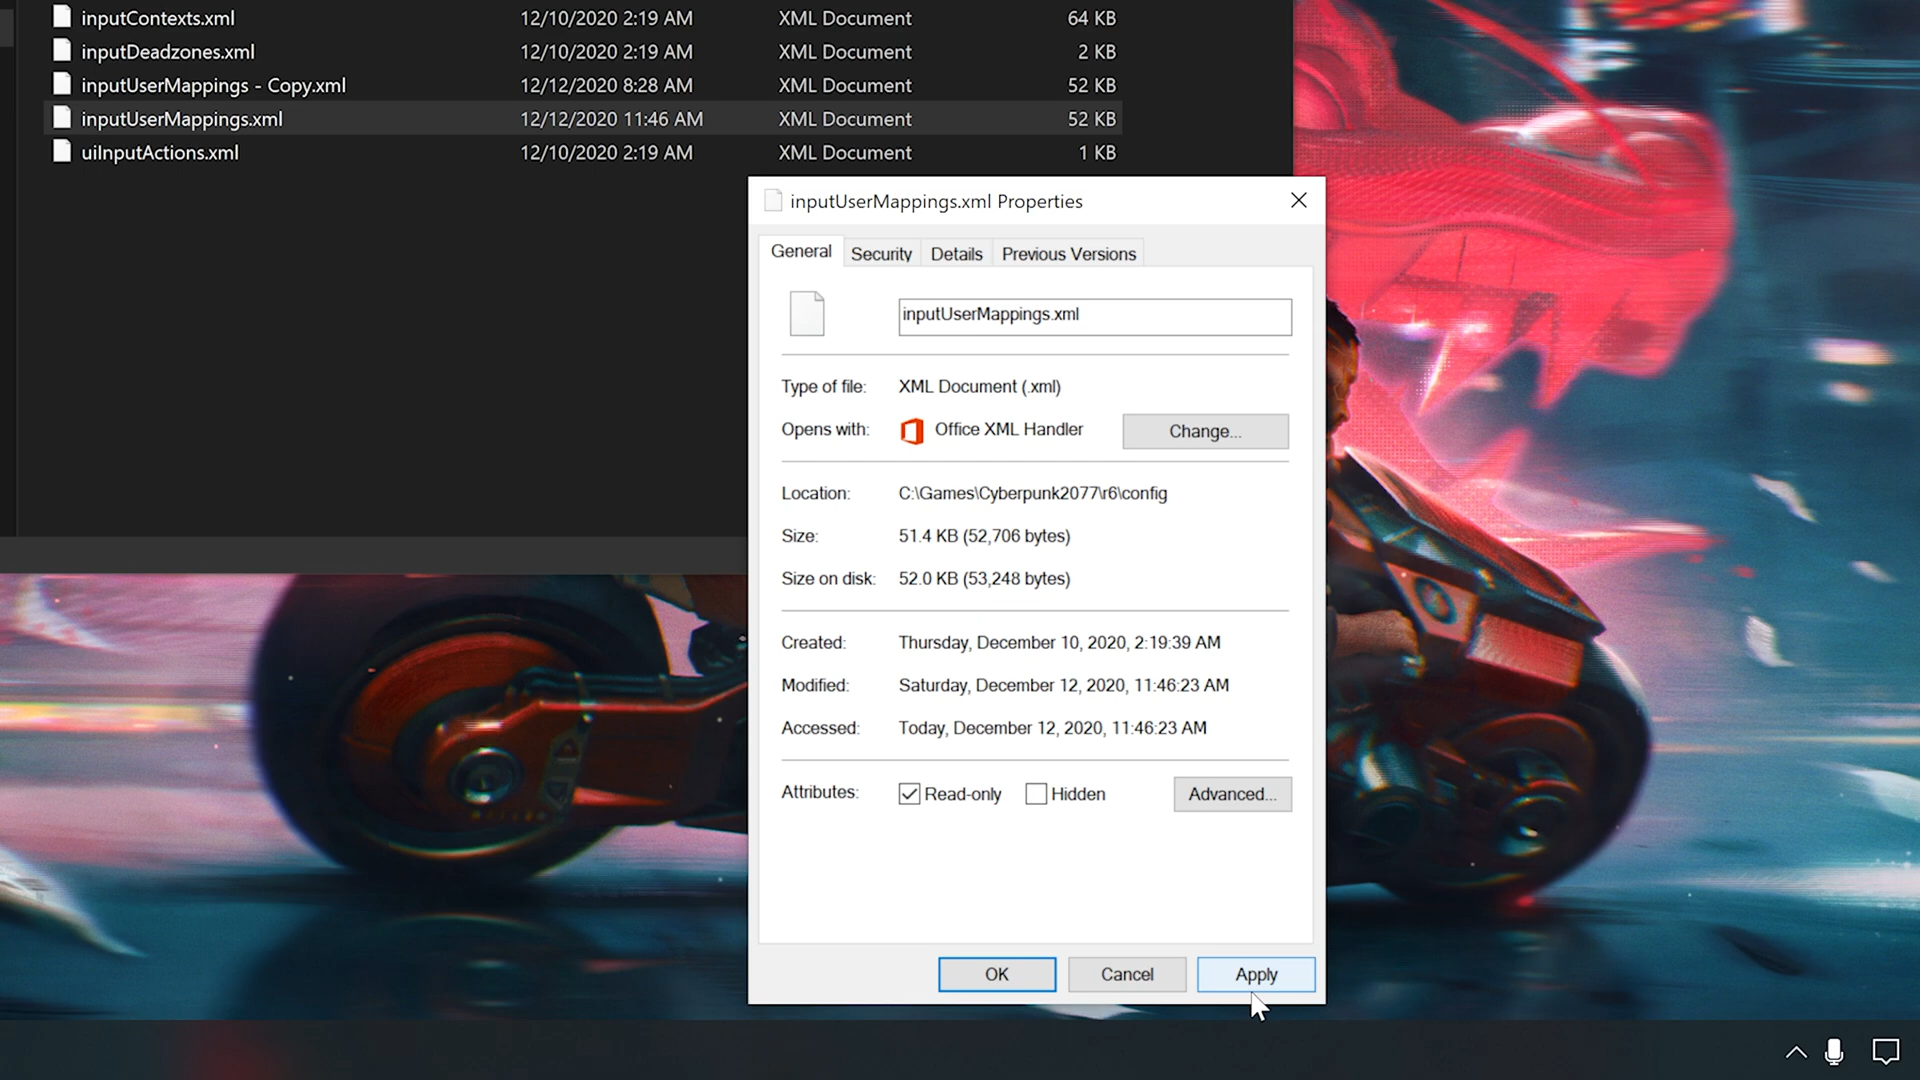 inputContexts.xml 12/10/2020 2:19 AM XML Document 64 KB
inputDeadzones.xml 12/10/2020 2:19 AM XML Document 2 KB
inputUserMappings - Copy.xml 12/12/2020 8:28 AM XML Document 52 KB
inputUserMappings.xml 12/12/2020 11:46 AM XML Document 52 KB
uiInputActions.xml 12/10/2020 2:19 AM XML Document 1 KB
inputUserMappings.xml Properties
General Security Details Previous Versions
inputUserMappings.xml
Type of file: XML Document (.xml)
Opens with: Office XML Handler Change...
Location: C:\Games\Cyberpunk2077\r6\config
Size: 51.4 KB (52,706 bytes)
Size on disk: 52.0 KB (53,248 bytes)
Created: Thursday, December 10, 2020, 2:19:39 AM
Modified: Saturday, December 12, 2020, 11:46:23 AM
Accessed: Today, December 12, 2020, 11:46:23 AM
Attributes: Read-only Hidden Advanced...
OK Cancel Apply